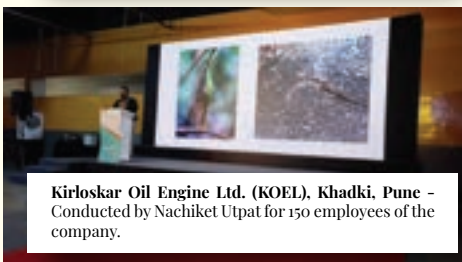 Kirloskar Oil Engine Ltd. (KOEL), Khadki, Pune -
Conducted by Nachiket Utpat for 150 employees of the
company.